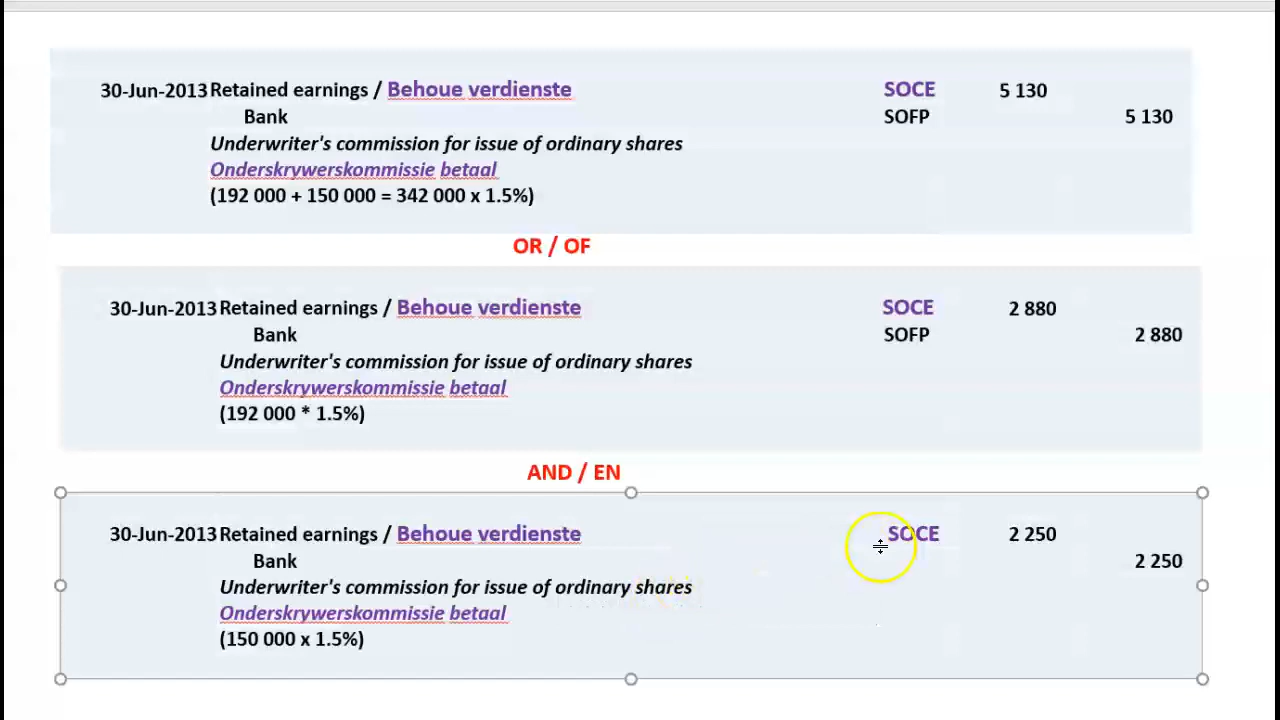 30-Jun-2013 Retained earnings / Behoue verdienste SOCE 5 130
Bank SOFP 5 130
Underwriter's commission for issue of ordinary shares
Onderskrywerskommissie betaal
(192 000 + 150 000 = 342 000 x 1.5%)
OR / OF
30-Jun-2013 Retained earnings / Behoue verdienste SOCE 2 880
Bank SOFP 2 880
Underwriter's commission for issue of ordinary shares
Onderskrywerskommissie betaal
(192 000 * 1.5%)
AND / EN
30-Jun-2013 Retained earnings / Behoue verdienste SOCE 2 250
Bank 2 250
Underwriter's commission for issue of ordinary shares
Onderskrywerskommissie betaal
(150 000 x 1.5%)